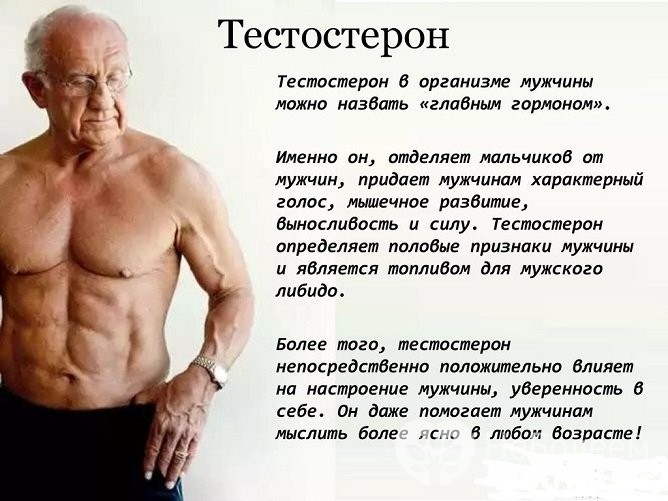 Тестостерон
Тестостерон в организме мужчины
можно назвать «главным гормоном».
Именно он, отделяет мальчиков от
мужчин, придает мужчинам характерный
голос, мышечное развитие,
выносливость и силу. Тестостерон
определяет половые признаки мужчины
и является топливом для мужского
либидо.
Более того, тестостерон
непосредственно положительно влияет
на настроение мужчины, уверенность в
себе. Он даже помогает мужчинам
мыслить более ясно в любом возрасте!